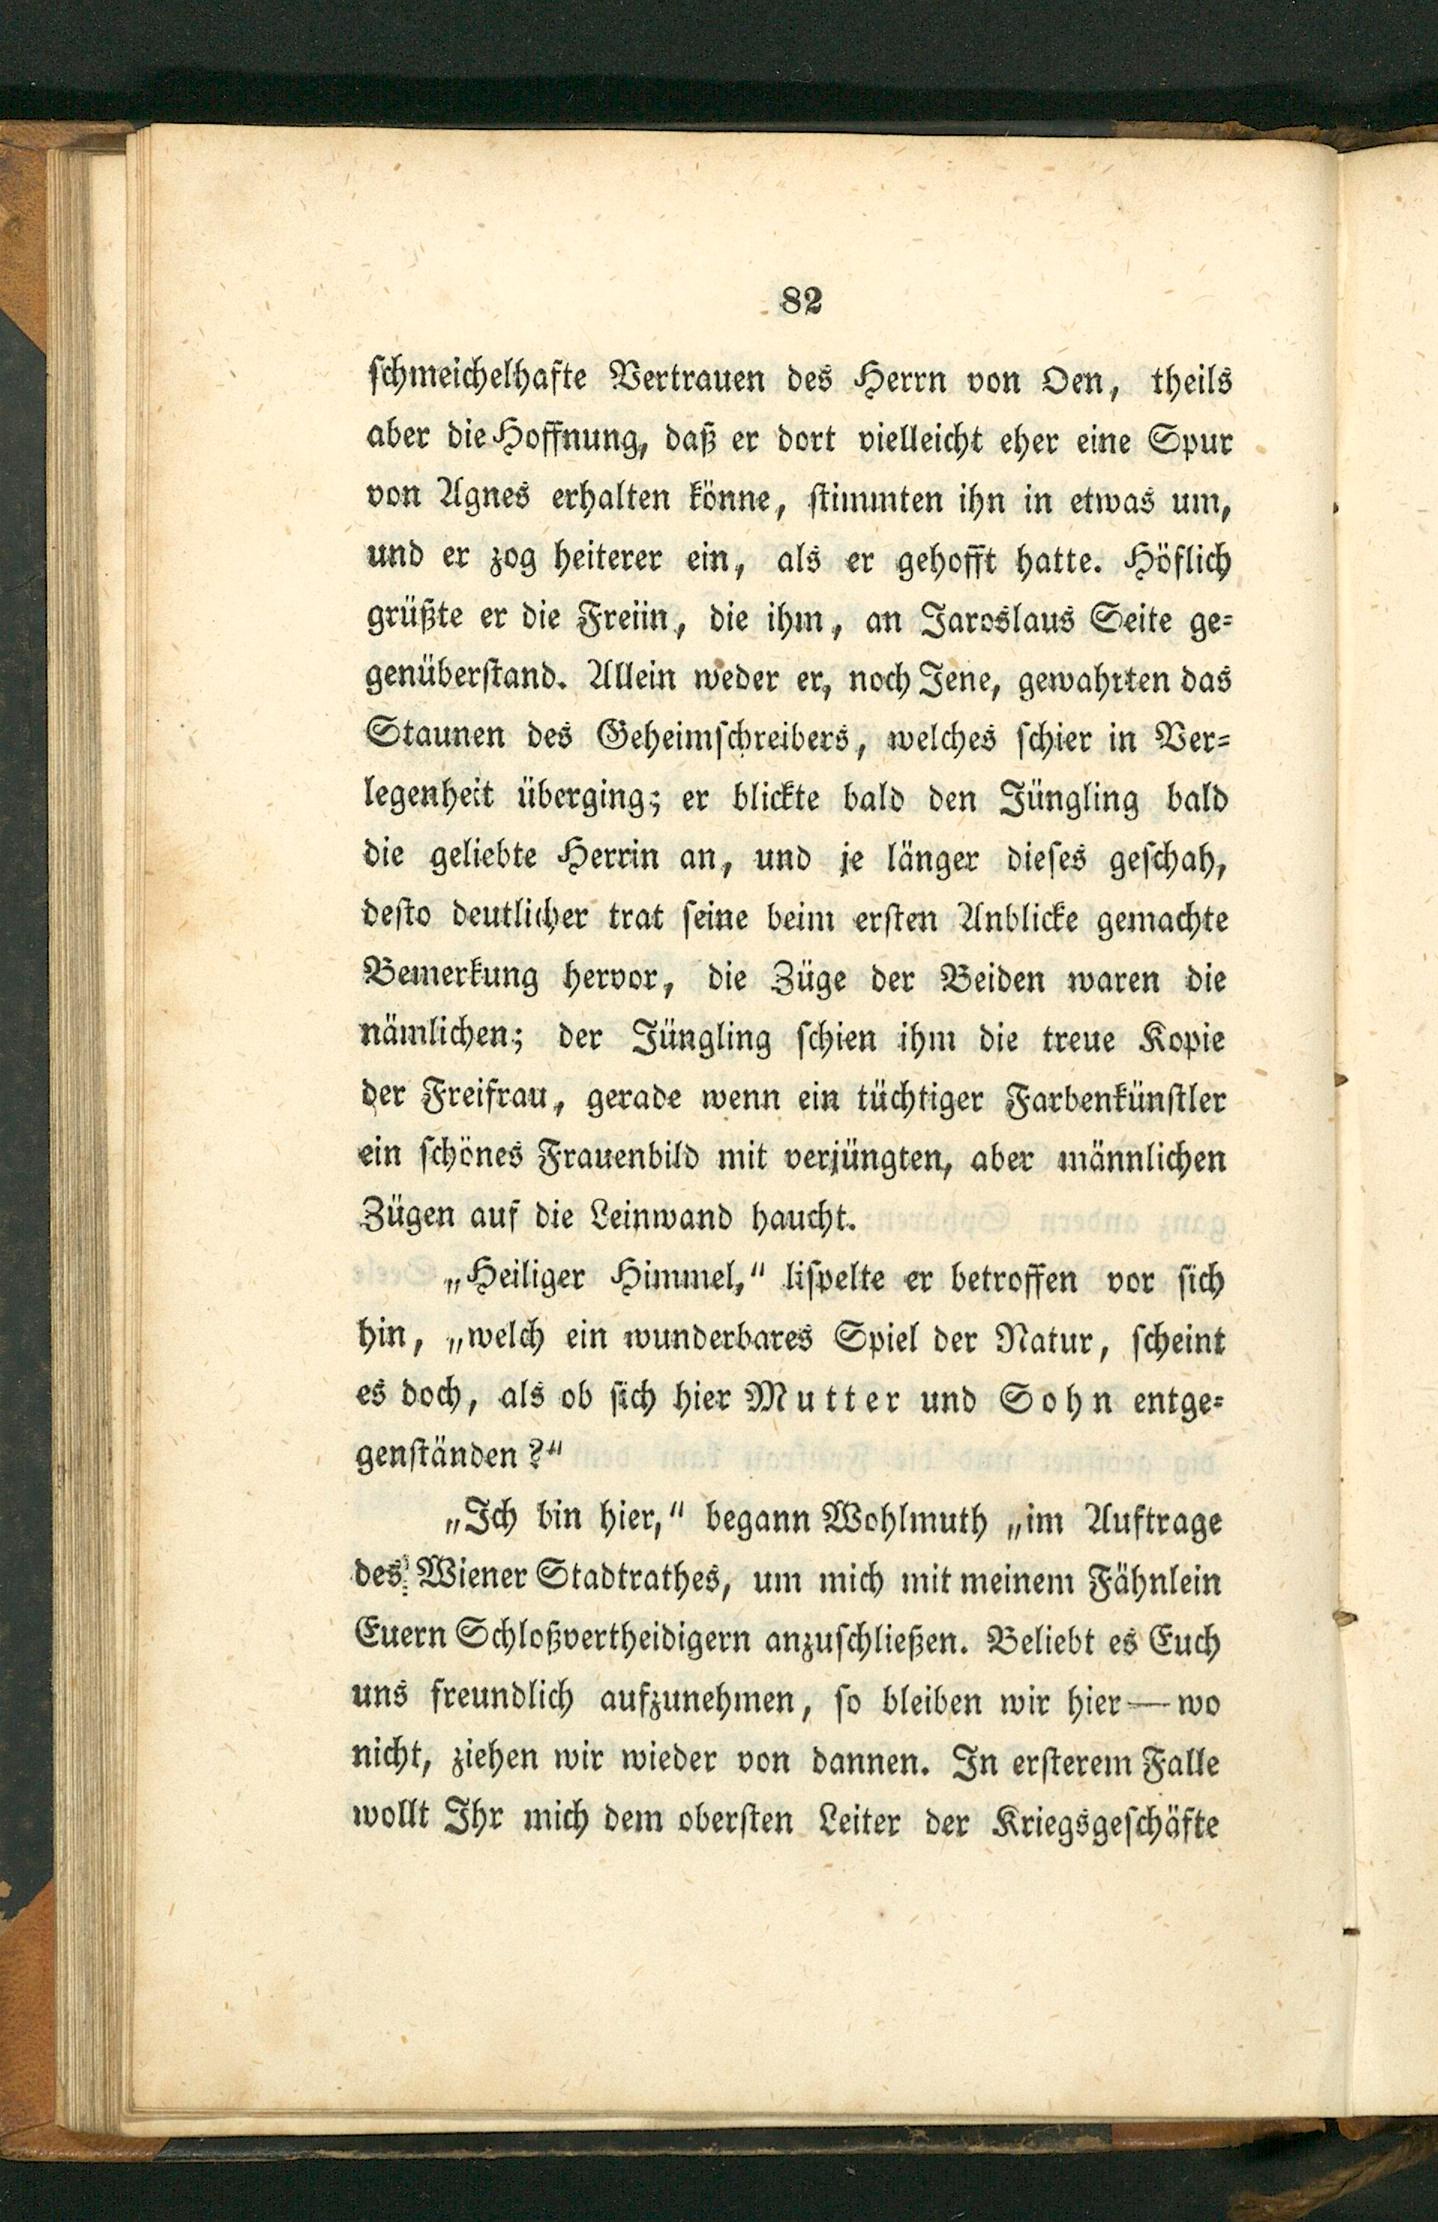 82
schmeichelhafte Vertrauen des Herrn von Oen, theils
aber die Hoffnung, daß er dort vielleicht eher eine Spur
von Agnes erhalten könne, stimmten ihn in etwas um,
und er zog heiterer ein, als er gehofft hatte. Höflich
grüßte er die Freiin, die ihm, an Jaroslaus Seite ge-
genüberstand. Allein weder er, noch Jene, gewahrten das
Staunen des Geheimschreibers, welches schier in Ver-
legenheit überging; er blickte bald den Jüngling bald
die geliebte Herrin an, und je länger dieses geschah,
desto deutlicher trat seine beim ersten Anblicke gemachte
Bemerkung hervor, die Züge der Beiden waren die
nämlichen; der Jüngling schien ihm die treue Kopie
der Freifrau, gerade wenn ein tüchtiger Farbenkünstler
ein schönes Frauenbild mit verjüngten, aber männlichen
Zügen auf die Leinwand haucht.
„Heiliger Himmel,“ lispelte er betroffen vor sich
hin, „welch ein wunderbares Spiel der Natur, scheint
es doch, als ob sich hier Mutter und Sohn entge-
genständen?“
„Ich bin hier,“ begann Wohlmuth „im Auftrage
des Wiener Stadtrathes, um mich mit meinem Fähnlein
Euern Schloßvertheidigern anzuschließen. Beliebt es Euch
uns freundlich aufzunehmen, so bleiben wir hier — wo
nicht, ziehen wir wieder von dannen. In ersterem Falle
wollt Ihr mich dem obersten Leiter der Kriegsgeschäfte